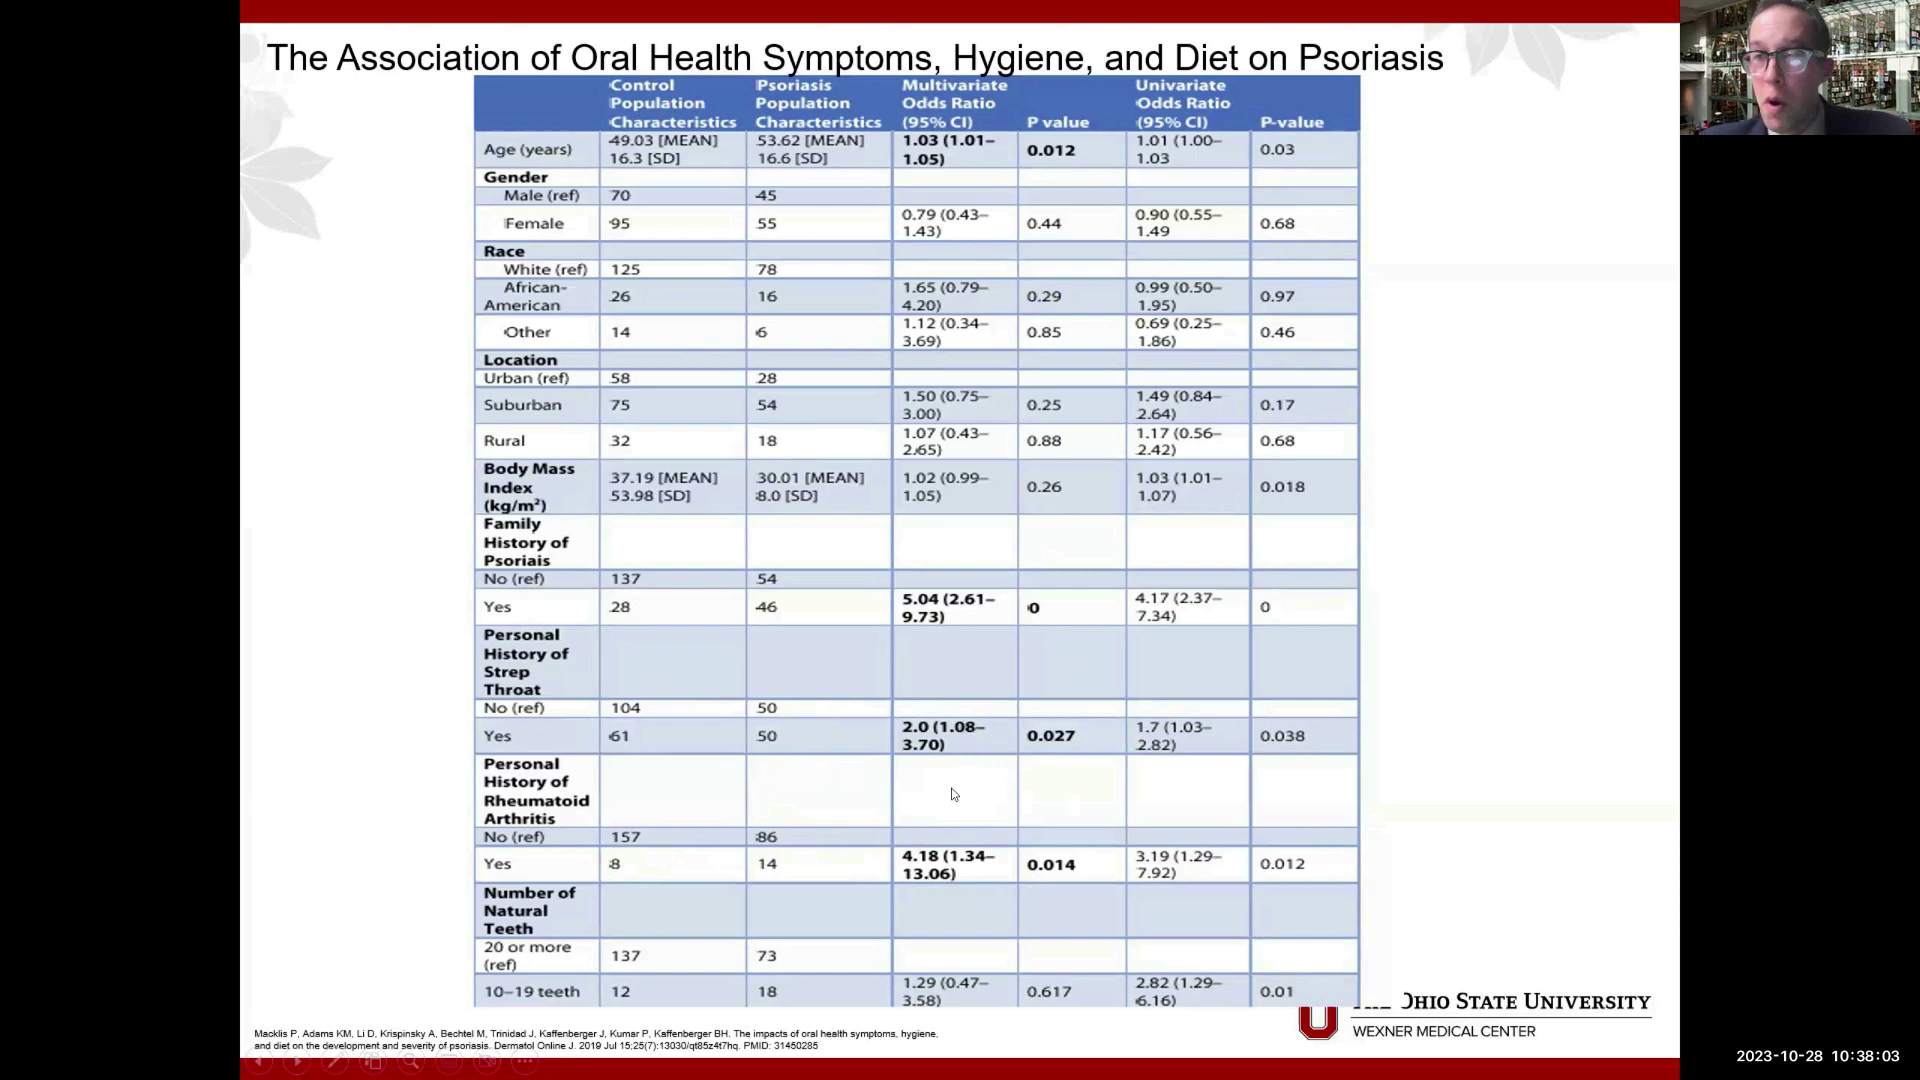 The Association of Oral Health Symptoms, Hygiene, and Diet on Psoriasis
Control Population Characteristics Psoriasis Population Characteristics Multivariate Odds Ratio (95% CI) P value Univariate Odds Ratio (95% CI) P-value
Age (years) 49.03 [MEAN] 16.3 [SD] 53.62 [MEAN] 16.6 [SD] 1.03 (1.01–1.05) 0.012 1.01 (1.00–1.03 0.03
Gender
Male (ref) 70 45
Female 95 55 0.79 (0.43–1.43) 0.44 0.90 (0.55–1.49 0.68
Race
White (ref) 125 78
African-American 26 16 1.65 (0.79–4.20) 0.29 0.99 (0.50–1.95) 0.97
Other 14 6 1.12 (0.34–3.69) 0.85 0.69 (0.25–1.86) 0.46
Location
Urban (ref) 58 28
Suburban 75 54 1.50 (0.75–3.00) 0.25 1.49 (0.84–2.64) 0.17
Rural 32 18 1.07 (0.43–2.65) 0.88 1.17 (0.56–2.42) 0.68
Body Mass Index (kg/m²) 37.19 [MEAN] 53.98 [SD] 30.01 [MEAN] 8.0 [SD] 1.02 (0.99–1.05) 0.26 1.03 (1.01–1.07) 0.018
Family History of Psoriais
No (ref) 137 54
Yes 28 46 5.04 (2.61–9.73) 0 4.17 (2.37–7.34) 0
Personal History of Strep Throat
No (ref) 104 50
Yes 61 50 2.0 (1.08–3.70) 0.027 1.7 (1.03–2.82) 0.038
Personal History of Rheumatoid Arthritis
No (ref) 157 86
Yes 8 14 4.18 (1.34–13.06) 0.014 3.19 (1.29–7.92) 0.012
Number of Natural Teeth
20 or more (ref) 137 73
10–19 teeth 12 18 1.29 (0.47–3.58) 0.617 2.82 (1.29–6.16) 0.01
OHIO STATE UNIVERSITY
WEXNER MEDICAL CENTER
Macklis P, Adams KM, Li D, Krispinsky A, Bechtel M, Trinidad J, Kaffenberger J, Kumar P, Kaffenberger BH. The impacts of oral health symptoms, hygiene,
and diet on the development and severity of psoriasis. Dermatol Online J. 2019 Jul 15;25(7):13030/qt85z4t7hq. PMID: 31450285
2023-10-28 10:38:03